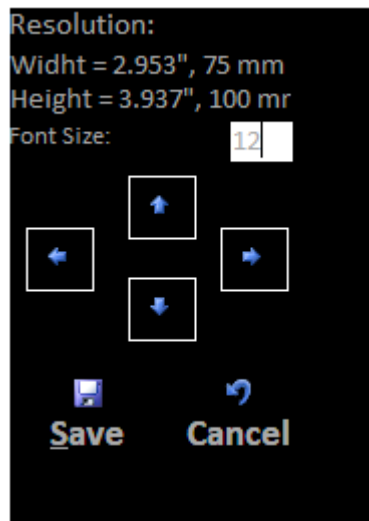 Resolution:
Widht = 2.953", 75 mm
Height = 3.937", 100 mr
Font Size:
12
Save
Cancel